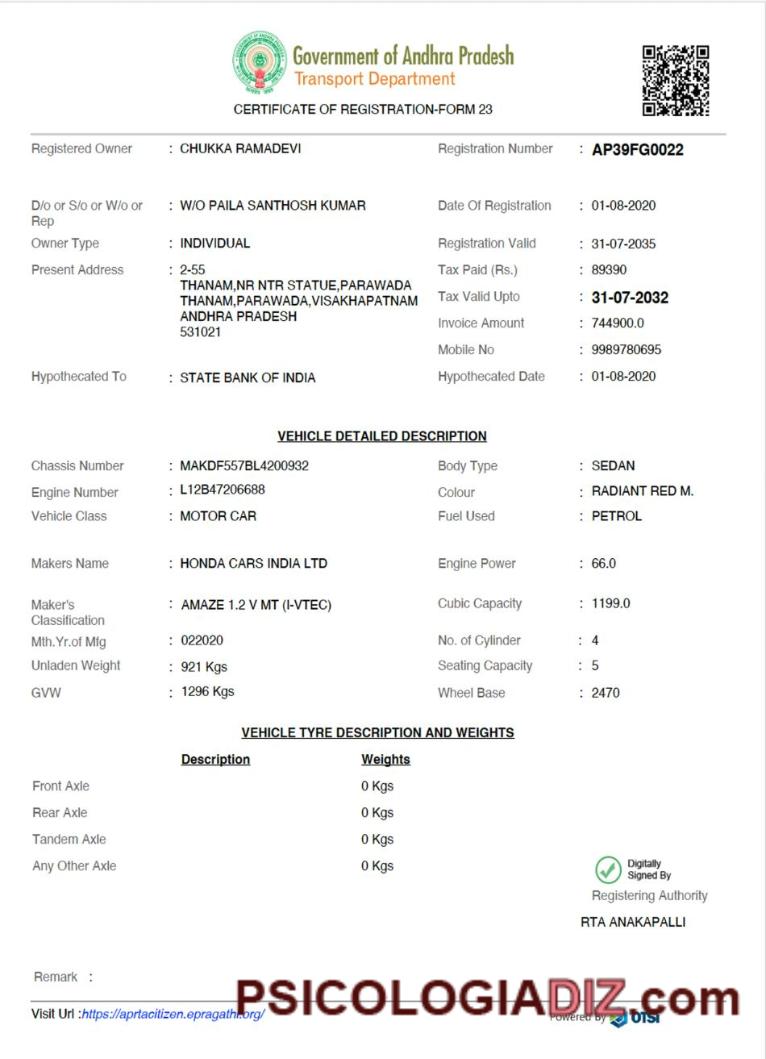 Government of Andhra Pradesh
Transport Department
CERTIFICATE OF REGISTRATION-FORM 23
Registered Owner : CHUKKA RAMADEVI Registration Number : AP39FG0022
D/o or S/o or W/o or Rep : W/O PAILA SANTHOSH KUMAR Date Of Registration : 01-08-2020
Owner Type : INDIVIDUAL Registration Valid : 31-07-2035
Present Address : 2-55 Tax Paid (Rs.) : 89390
THANAM,NR NTR STATUE,PARAWADA
THANAM,PARAWADA,VISAKHAPATNAM Tax Valid Upto : 31-07-2032
ANDHRA PRADESH Invoice Amount : 744900.0
531021
Mobile No : 9989780695
Hypothecated To : STATE BANK OF INDIA Hypothecated Date : 01-08-2020
VEHICLE DETAILED DESCRIPTION
Chassis Number : MAKDF557BL4200932 Body Type : SEDAN
Engine Number : L12B47206688 Colour : RADIANT RED M.
Vehicle Class : MOTOR CAR Fuel Used : PETROL
Makers Name : HONDA CARS INDIA LTD Engine Power : 66.0
Maker's Classification : AMAZE 1.2 V MT (I-VTEC) Cubic Capacity : 1199.0
Mth.Yr.of Mfg : 022020 No. of Cylinder : 4
Unladen Weight : 921 Kgs Seating Capacity : 5
GVW : 1296 Kgs Wheel Base : 2470
VEHICLE TYRE DESCRIPTION AND WEIGHTS
Description Weights
Front Axle 0 Kgs
Rear Axle 0 Kgs
Tandem Axle 0 Kgs
Any Other Axle 0 Kgs
Digitally
Signed By
Registering Authority
RTA ANAKAPALLI
Remark :
PSICOLOGIADIZ.com
Visit Url :https://aprtacitizen.epragathi.org/ Powered By OTSI